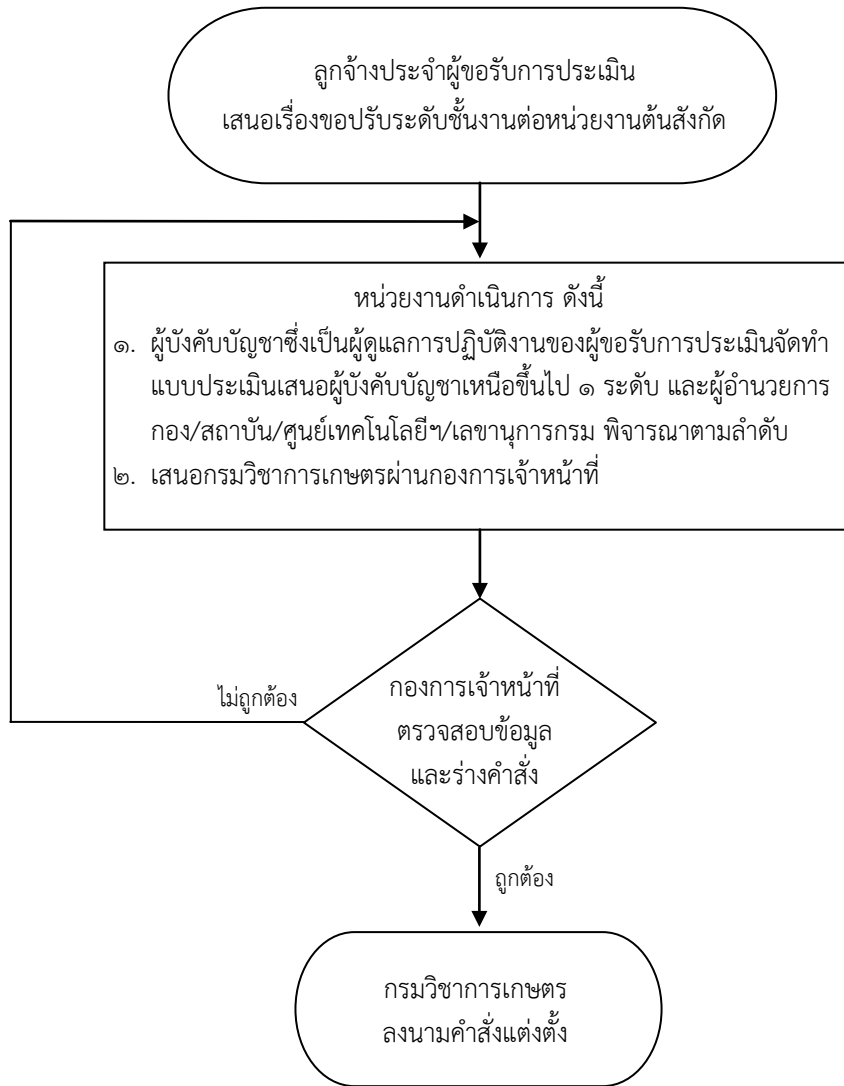 ลูกจ้างประจำผู้ขอรับการประเมิน
เสนอเรื่องขอปรับระดับชั้นงานต่อหน่วยงานต้นสังกัด
หน่วยงานดำเนินการ ดังนี้
๑. ผู้บังคับบัญชาซึ่งเป็นผู้ดูแลการปฏิบัติงานของผู้ขอรับการประเมินจัดทำ
แบบประเมินเสนอผู้บังคับบัญชาเหนือขึ้นไป ๑ ระดับ และผู้อำนวยการ
กอง/สถาบัน/ศูนย์เทคโนโลยีฯ/เลขานุการกรม พิจารณาตามลำดับ
๒. เสนอกรมวิชาการเกษตรผ่านกองการเจ้าหน้าที่
ไม่ถูกต้อง
กองการเจ้าหน้าที่
ตรวจสอบข้อมูล
และร่างคำสั่ง
ถูกต้อง
กรมวิชาการเกษตร
ลงนามคำสั่งแต่งตั้ง